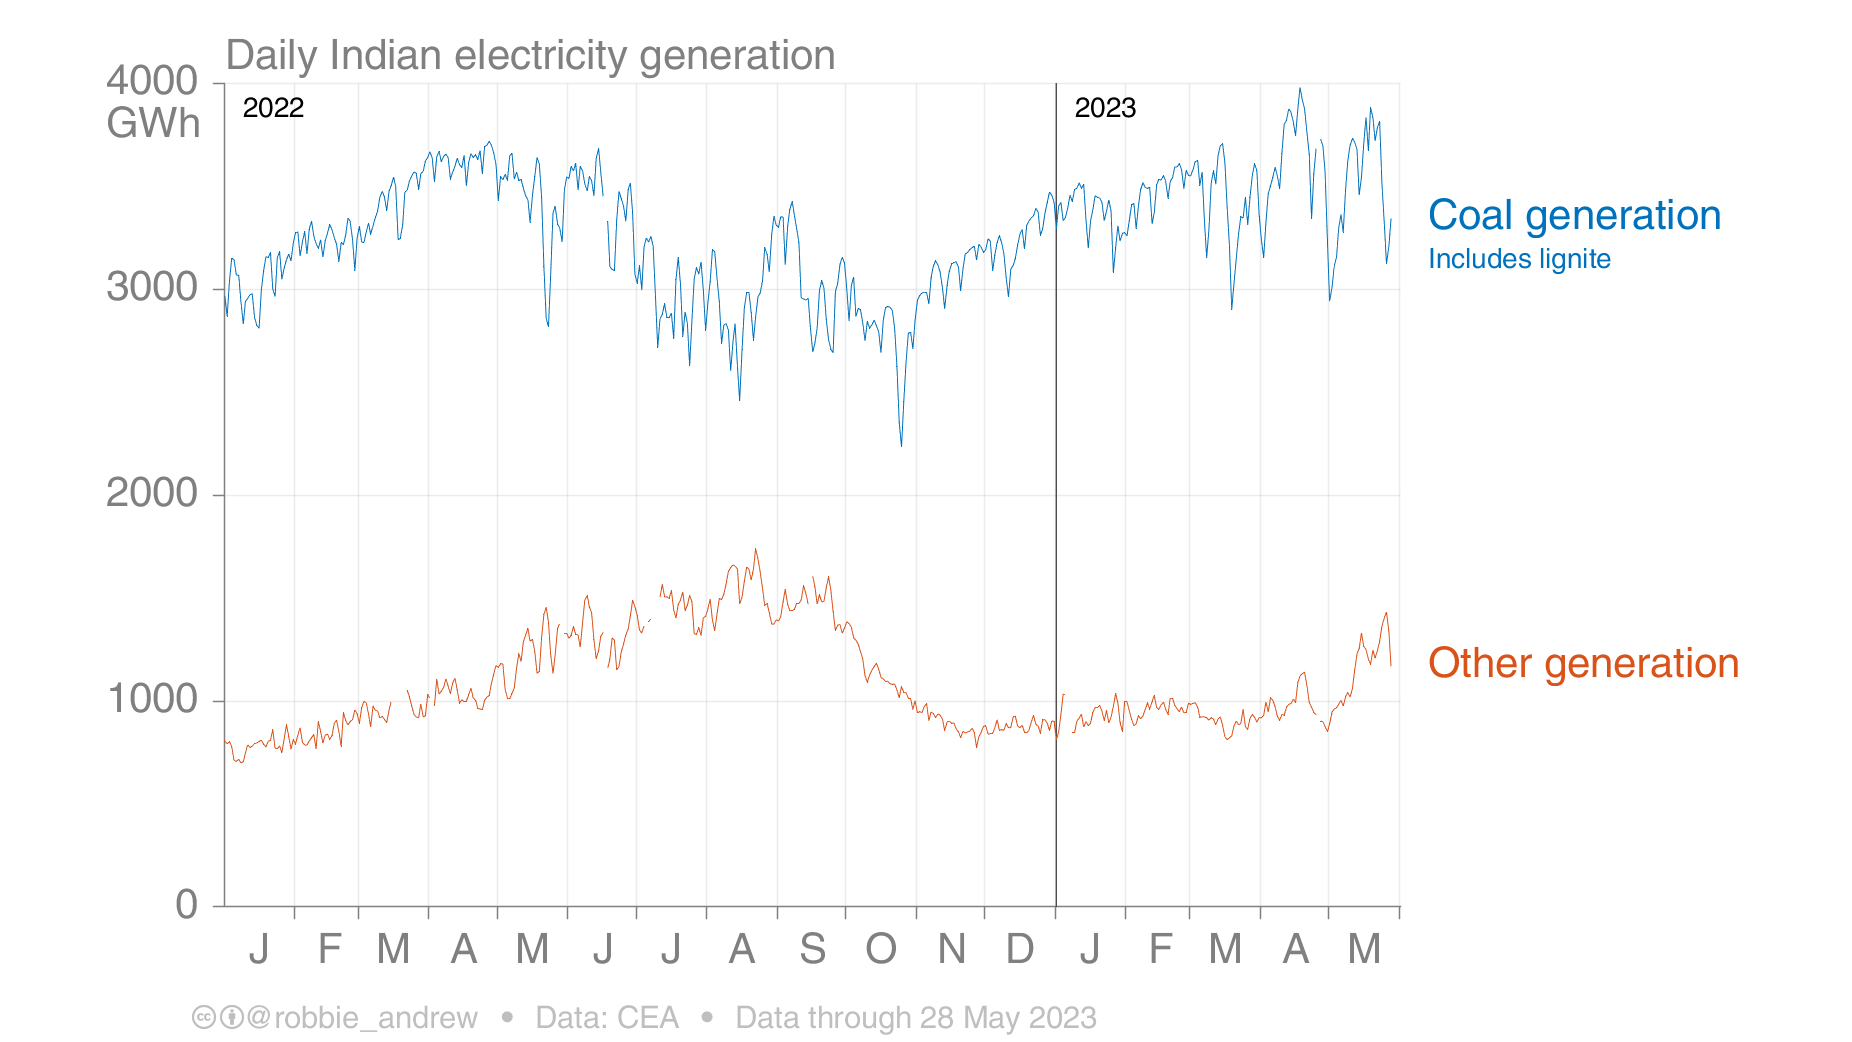 Daily Indian electricity generation
4000
GWh
2022
2023
3000
2000
1000
0
Coal generation
Includes lignite
Other generation
J F M A M J J A S O N D J F M A M
cc @robbie_andrew • Data: CEA • Data through 28 May 2023